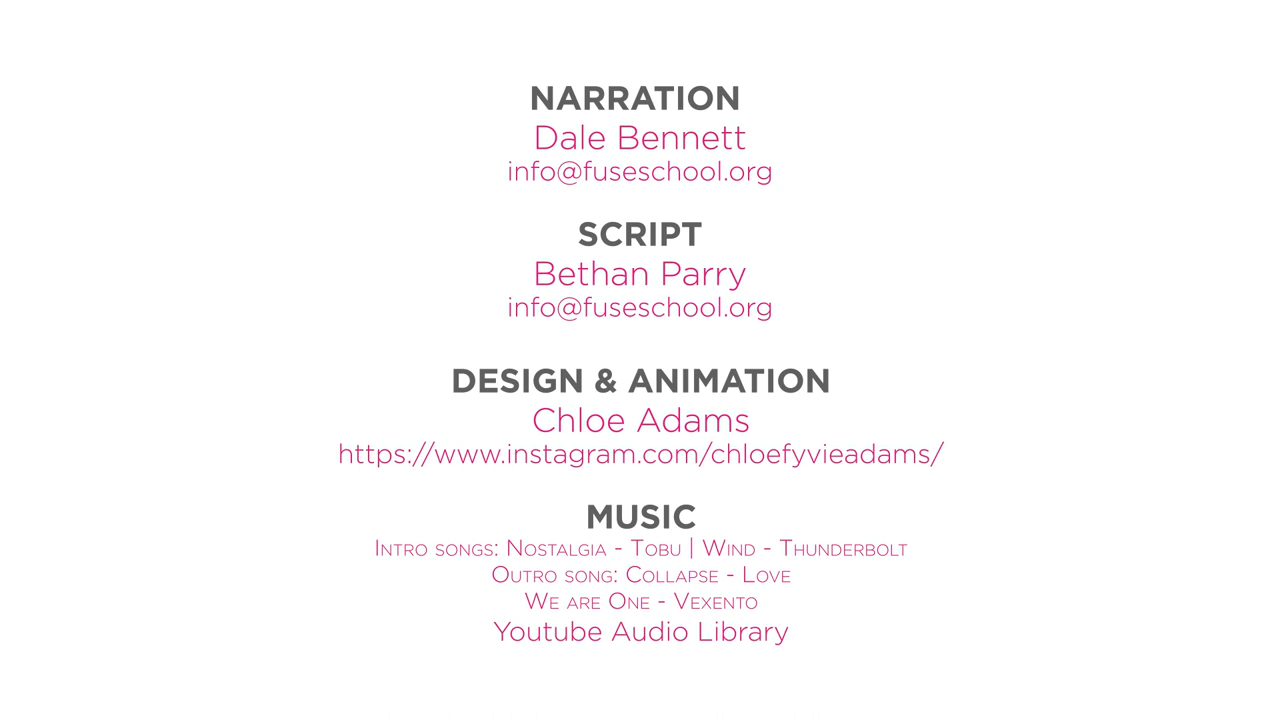 NARRATION
Dale Bennett
info@fuseschool.org
SCRIPT
Bethan Parry
info@fuseschool.org
DESIGN & ANIMATION
Chloe Adams
https://www.instagram.com/chloefyvieadams/
MUSIC
Intro songs: Nostalgia - Tobu | Wind - Thunderbolt
Outro song: Collapse - Love
We are One - Vexento
Youtube Audio Library